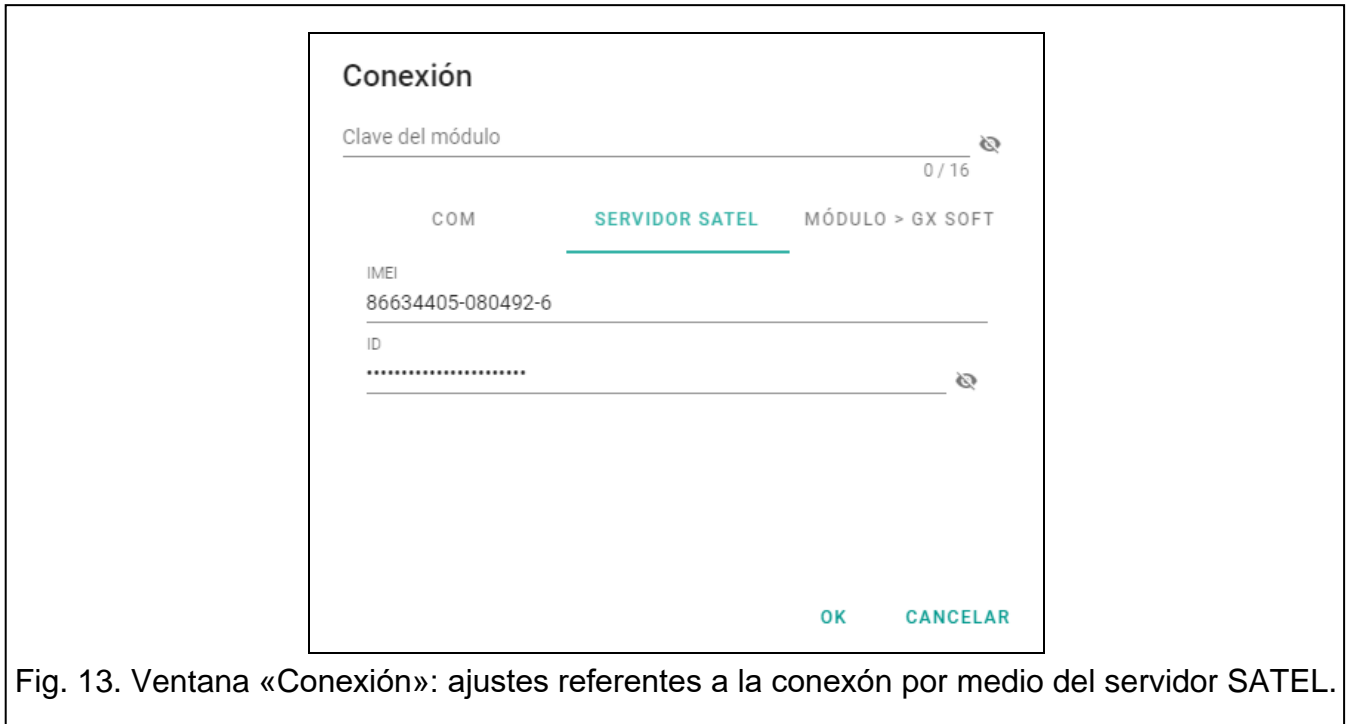 Conexión
Clave del módulo
0 / 16
COM SERVIDOR SATEL MÓDULO > GX SOFT
IMEI
86634405-080492-6
ID
•••••••••••••••••••••••
OK CANCELAR
Fig. 13. Ventana «Conexión»: ajustes referentes a la conexón por medio del servidor SATEL.